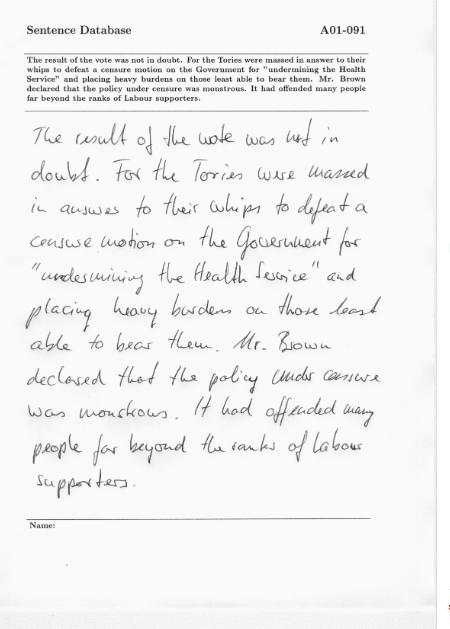 Sentence Database A01-091
The result of the vote was not in doubt. For the Tories were massed in answer to their
whips to defeat a censure motion on the Government for "undermining the Health
Service" and placing heavy burdens on those least able to bear them. Mr. Brown
declared that the policy under censure was monstrous. It had offended many people
far beyond the ranks of Labour supporters.
The result of the vote was not in
doubt. For the Tories were massed
in answer to their whips to defeat a
censure motion on the Government for
"undermining the Health Service" and
placing heavy burdens on those least
able to bear them. Mr. Brown
declared that the policy under censure
was monstrous. It had offended many
people far beyond the ranks of Labour
supporters.
Name: